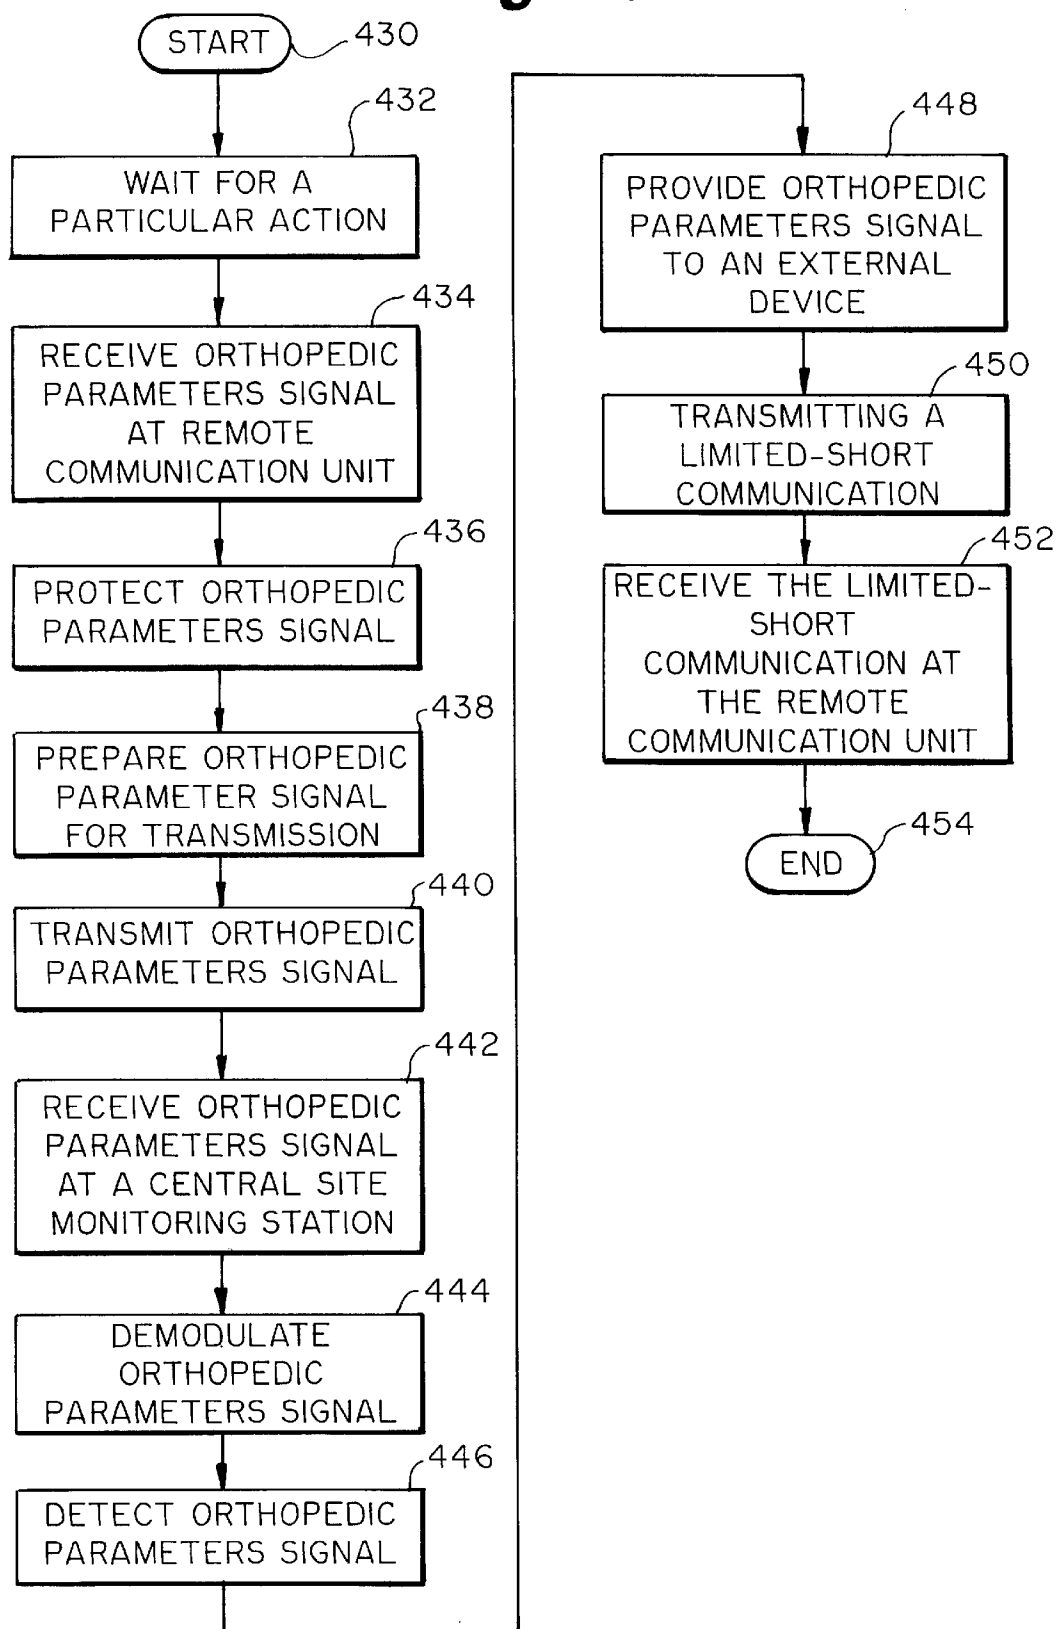 START
430
432
WAIT FOR A
PARTICULAR ACTION
434
RECEIVE ORTHOPEDIC
PARAMETERS SIGNAL
AT REMOTE
COMMUNICATION UNIT
436
PROTECT ORTHOPEDIC
PARAMETERS SIGNAL
438
PREPARE ORTHOPEDIC
PARAMETER SIGNAL
FOR TRANSMISSION
440
TRANSMIT ORTHOPEDIC
PARAMETERS SIGNAL
442
RECEIVE ORTHOPEDIC
PARAMETERS SIGNAL
AT A CENTRAL SITE
MONITORING STATION
444
DEMODULATE
ORTHOPEDIC
PARAMETERS SIGNAL
446
DETECT ORTHOPEDIC
PARAMETERS SIGNAL
448
PROVIDE ORTHOPEDIC
PARAMETERS SIGNAL
TO AN EXTERNAL
DEVICE
450
TRANSMITTING A
LIMITED-SHORT
COMMUNICATION
452
RECEIVE THE LIMITED-
SHORT
COMMUNICATION AT
THE REMOTE
COMMUNICATION UNIT
454
END